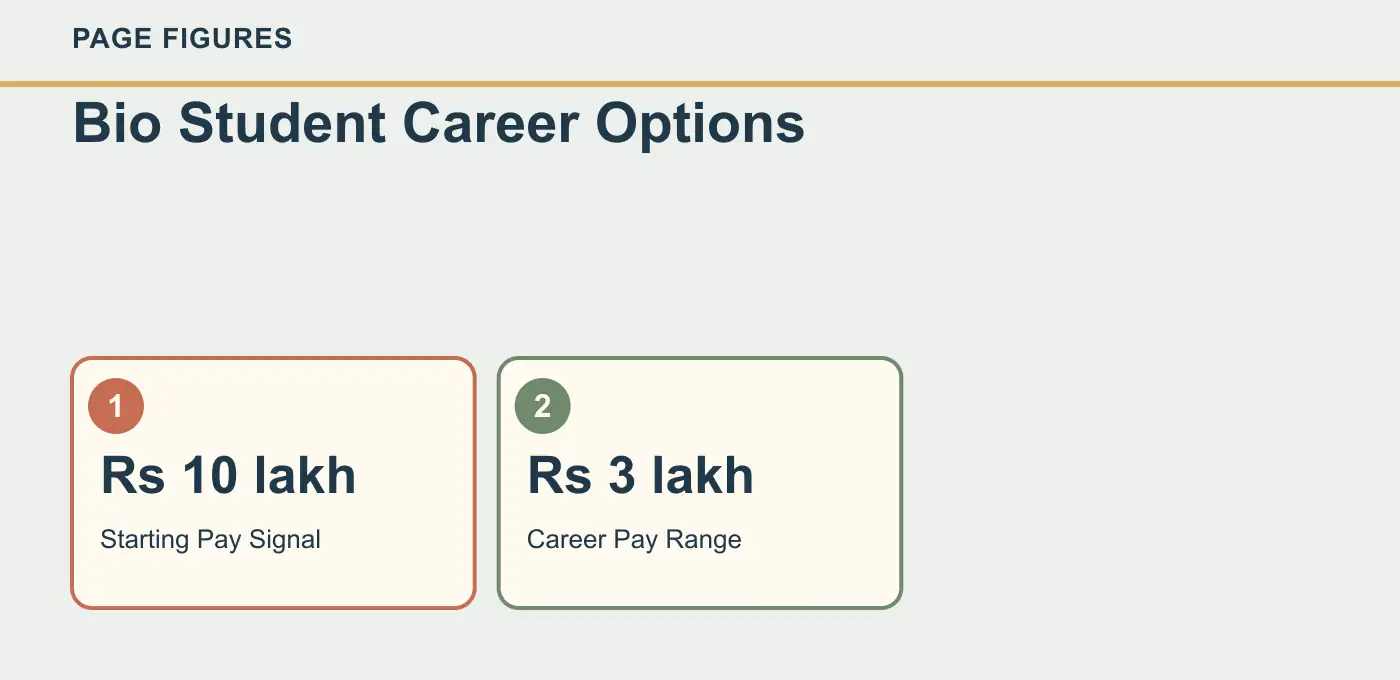 PAGE FIGURES
Bio Student Career Options
1
Rs 10 lakh
Starting Pay Signal
2
Rs 3 lakh
Career Pay Range